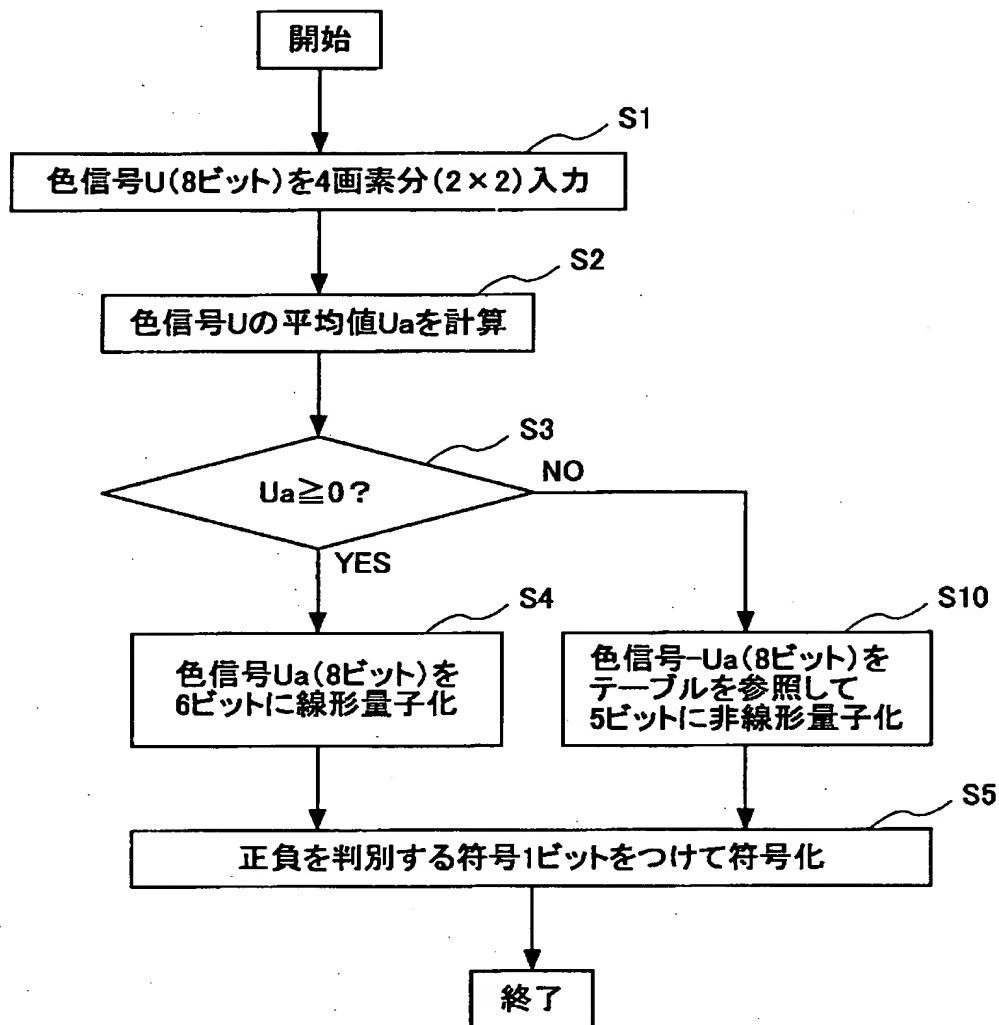 開始
S1
色信号U(8ビット)を4画素分(2×2)入力
S2
色信号Uの平均値Uaを計算
S3
Ua≧0?
NO
YES
S4
色信号Ua(8ビット)を
6ビットに線形量子化
S10
色信号-Ua(8ビット)を
テーブルを参照して
5ビットに非線形量子化
S5
正負を判別する符号1ビットをつけて符号化
終了